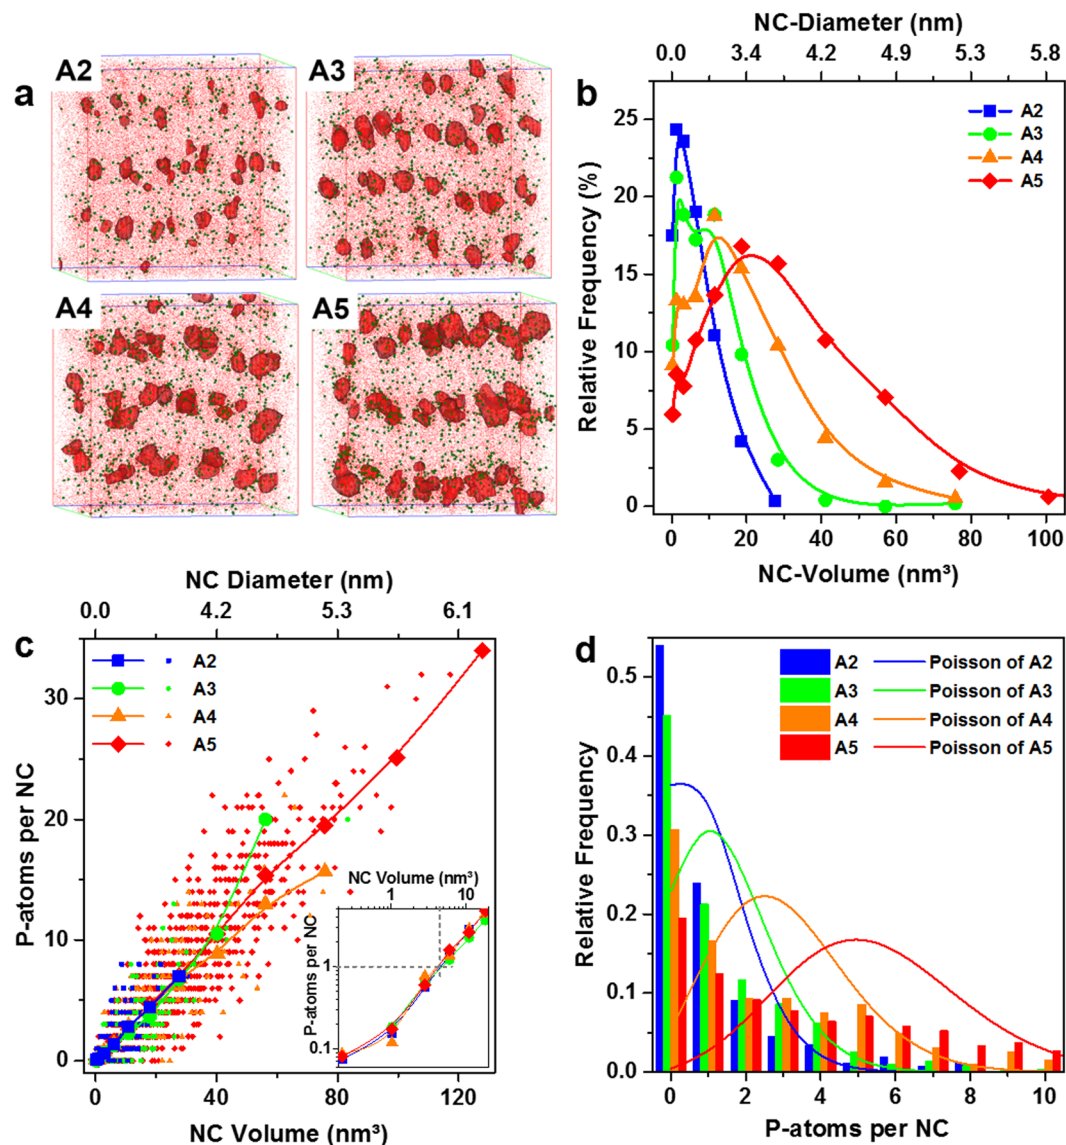 a
A2
A3
A4
A5
b
NC-Diameter (nm)
0.0 3.4 4.2 4.9 5.3 5.8
A2
A3
A4
A5
Relative Frequency (%)
25
20
15
10
5
0
0 20 40 60 80 100
NC-Volume (nm³)
c
NC Diameter (nm)
0.0 4.2 5.3 6.1
A2
A3
A4
A5
P-atoms per NC
30
20
10
0
0 40 80 120
NC Volume (nm³)
NC Volume (nm³)
1 10
P-atoms per NC
1
0.1
d
A2 Poisson of A2
A3 Poisson of A3
A4 Poisson of A4
A5 Poisson of A5
Relative Frequency
0.5
0.4
0.3
0.2
0.1
0.0
0 2 4 6 8 10
P-atoms per NC